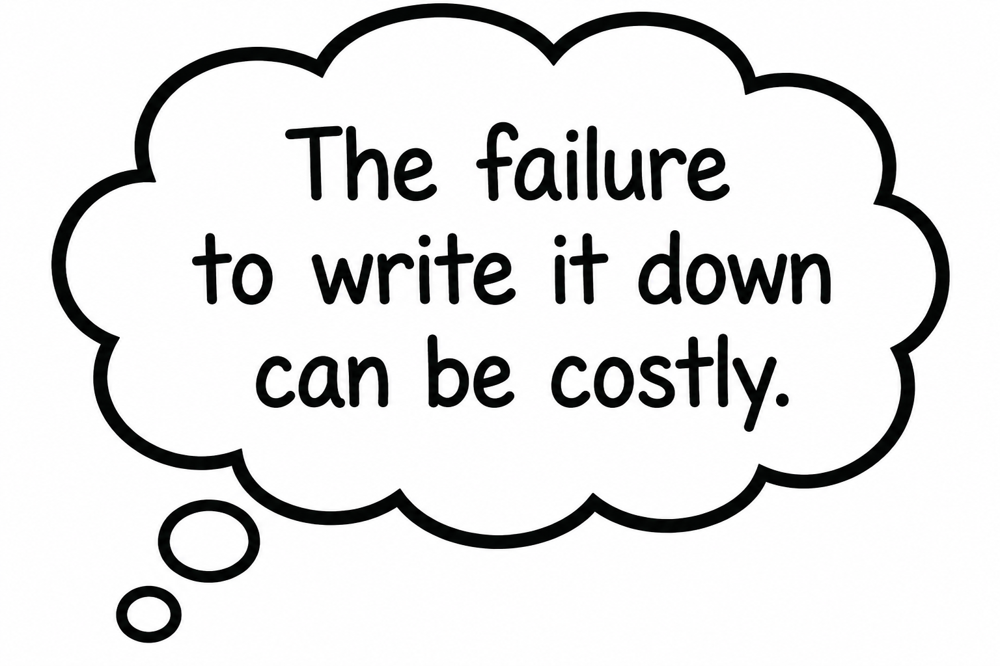 The failure
to write it down
can be costly.